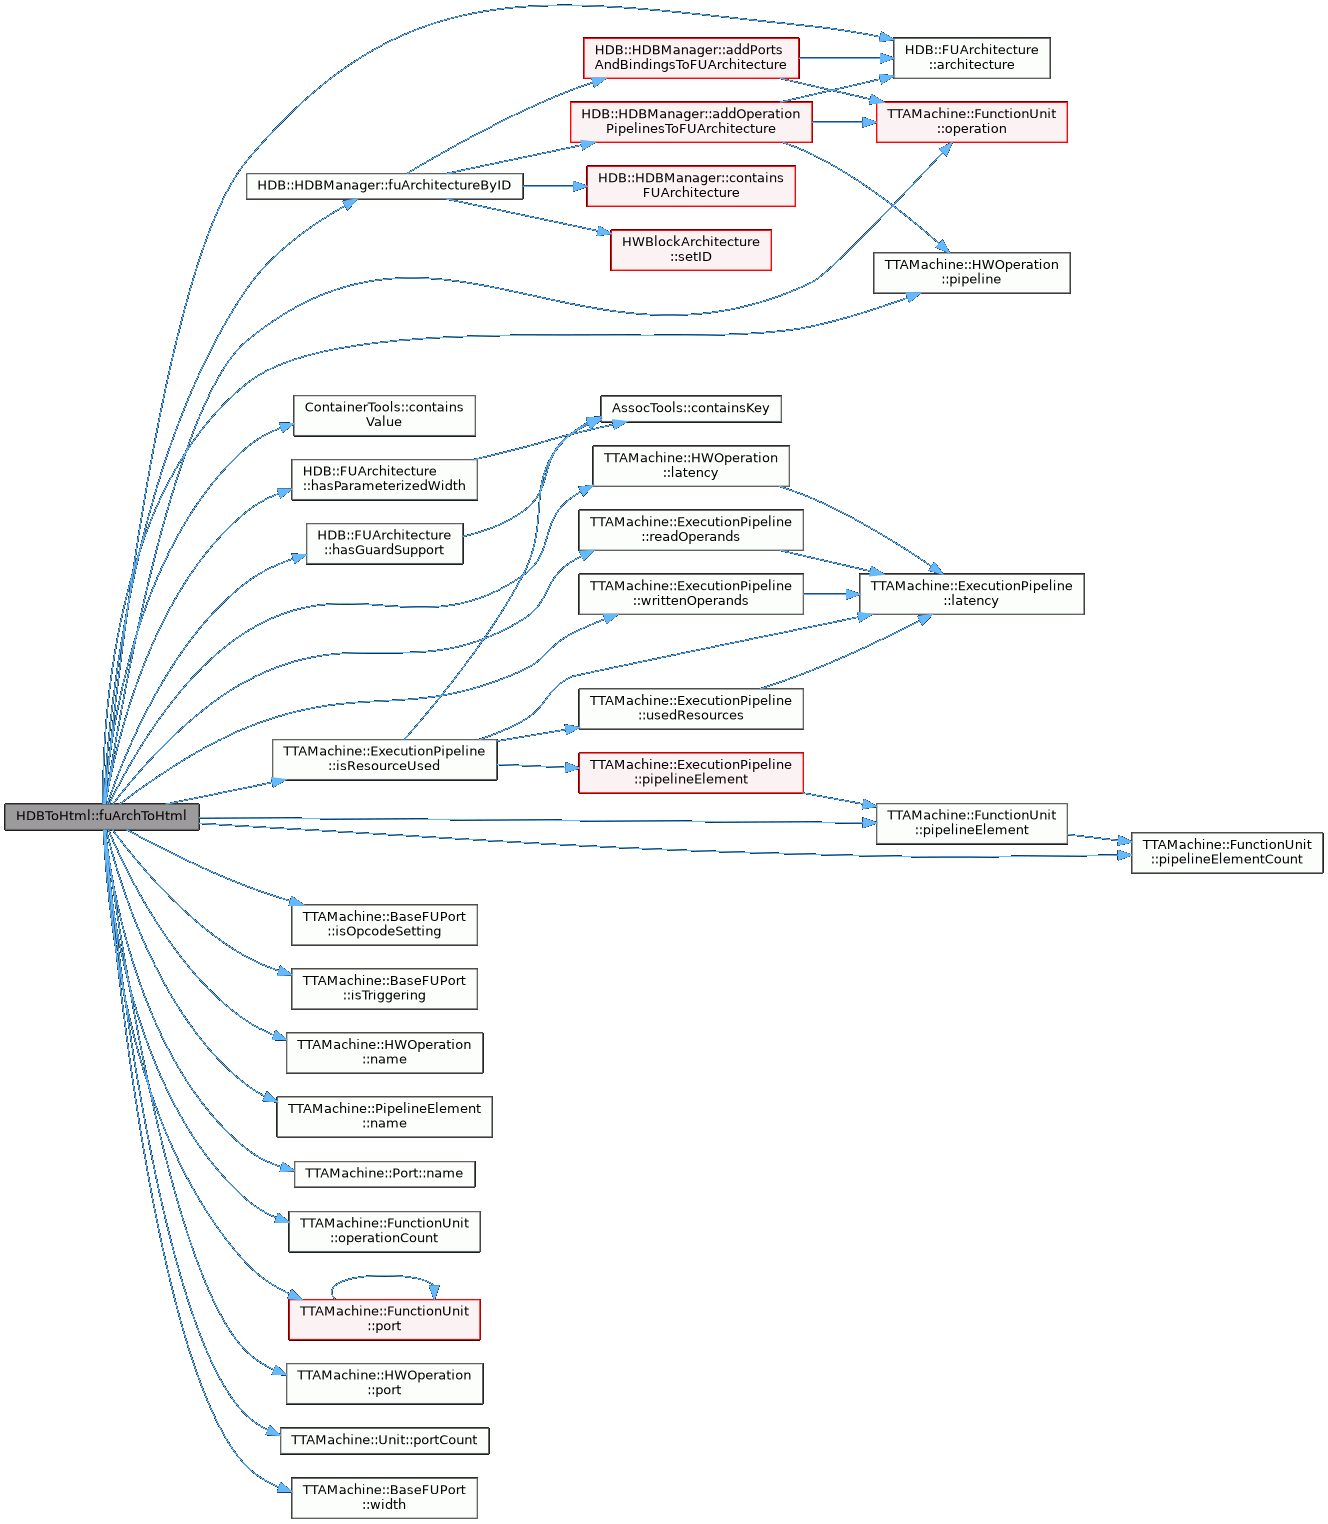 HDB::HDBManager::addPorts
AndBindingsToFUArchitecture
HDB::FUArchitecture
::architecture
HDB::HDBManager::addOperation
PipelinesToFUArchitecture
TTAMachine::FunctionUnit
::operation
HDB::HDBManager::fuArchitectureByID
HDB::HDBManager::contains
FUArchitecture
HWBlockArchitecture
::setID
TTAMachine::HWOperation
::pipeline
ContainerTools::contains
Value
AssocTools::containsKey
HDB::FUArchitecture
::hasParameterizedWidth
TTAMachine::HWOperation
::latency
HDB::FUArchitecture
::hasGuardSupport
TTAMachine::ExecutionPipeline
::readOperands
TTAMachine::ExecutionPipeline
::writtenOperands
TTAMachine::ExecutionPipeline
::latency
TTAMachine::ExecutionPipeline
::usedResources
TTAMachine::ExecutionPipeline
::isResourceUsed
TTAMachine::ExecutionPipeline
::pipelineElement
HDBToHtml::fuArchToHtml
TTAMachine::FunctionUnit
::pipelineElement
TTAMachine::FunctionUnit
::pipelineElementCount
TTAMachine::BaseFUPort
::isOpcodeSetting
TTAMachine::BaseFUPort
::isTriggering
TTAMachine::HWOperation
::name
TTAMachine::PipelineElement
::name
TTAMachine::Port::name
TTAMachine::FunctionUnit
::operationCount
TTAMachine::FunctionUnit
::port
TTAMachine::HWOperation
::port
TTAMachine::Unit::portCount
TTAMachine::BaseFUPort
::width